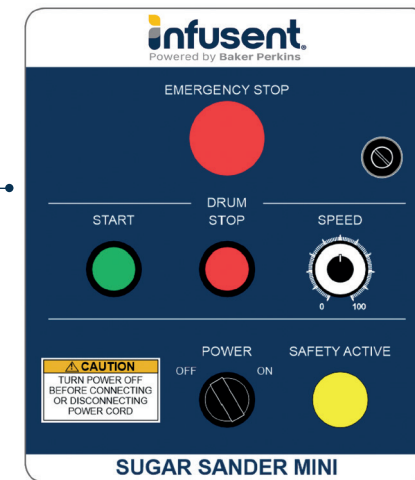 infusent®
Powered by Baker Perkins
EMERGENCY STOP
DRUM
START STOP SPEED
0 100
POWER SAFETY ACTIVE
OFF ON
⚠ CAUTION
TURN POWER OFF
BEFORE CONNECTING
OR DISCONNECTING
POWER CORD
SUGAR SANDER MINI